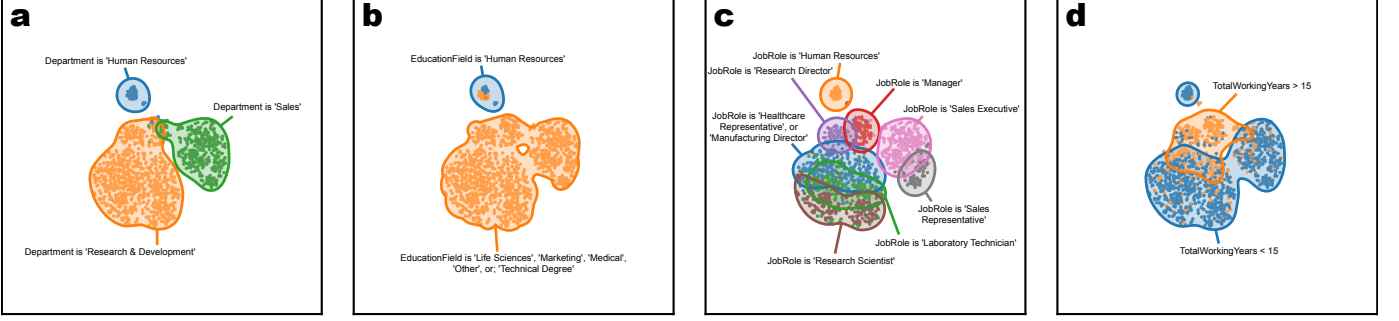 a
Department is 'Human Resources'
Department is 'Sales'
Department is 'Research & Development'
b
EducationField is 'Human Resources'
EducationField is 'Life Sciences', 'Marketing', 'Medical',
'Other', or; 'Technical Degree'
c
JobRole is 'Human Resources'
JobRole is 'Research Director'
JobRole is 'Manager'
JobRole is 'Sales Executive'
JobRole is 'Healthcare
Representative', or
'Manufacturing Director'
JobRole is 'Sales
Representative'
JobRole is 'Laboratory Technician'
JobRole is 'Research Scientist'
d
TotalWorkingYears > 15
TotalWorkingYears < 15